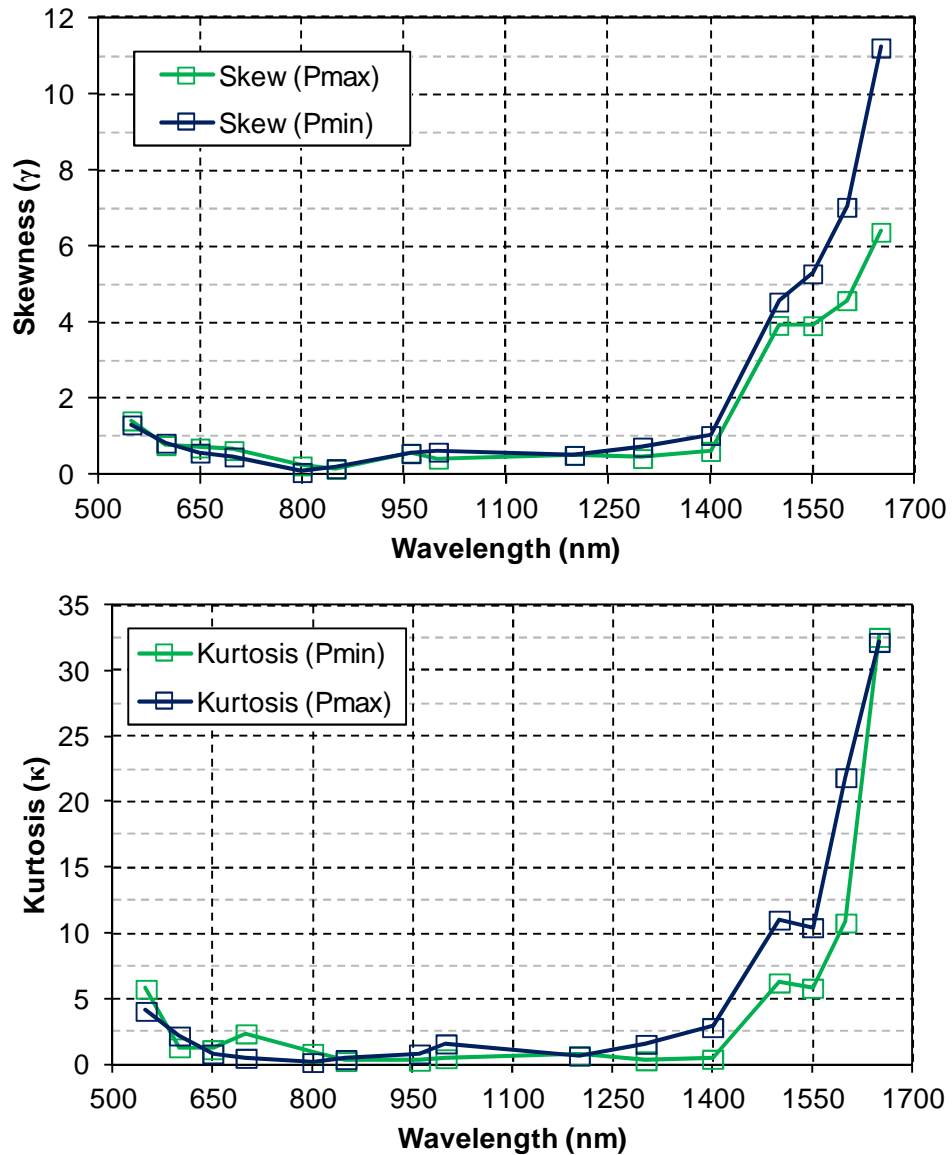 12
10
8
6
4
2
0
Skewness (γ)
Skew (Pmax)
Skew (Pmin)
500 650 800 950 1100 1250 1400 1550 1700
Wavelength (nm)
35
30
25
20
15
10
5
0
Kurtosis (κ)
Kurtosis (Pmin)
Kurtosis (Pmax)
500 650 800 950 1100 1250 1400 1550 1700
Wavelength (nm)